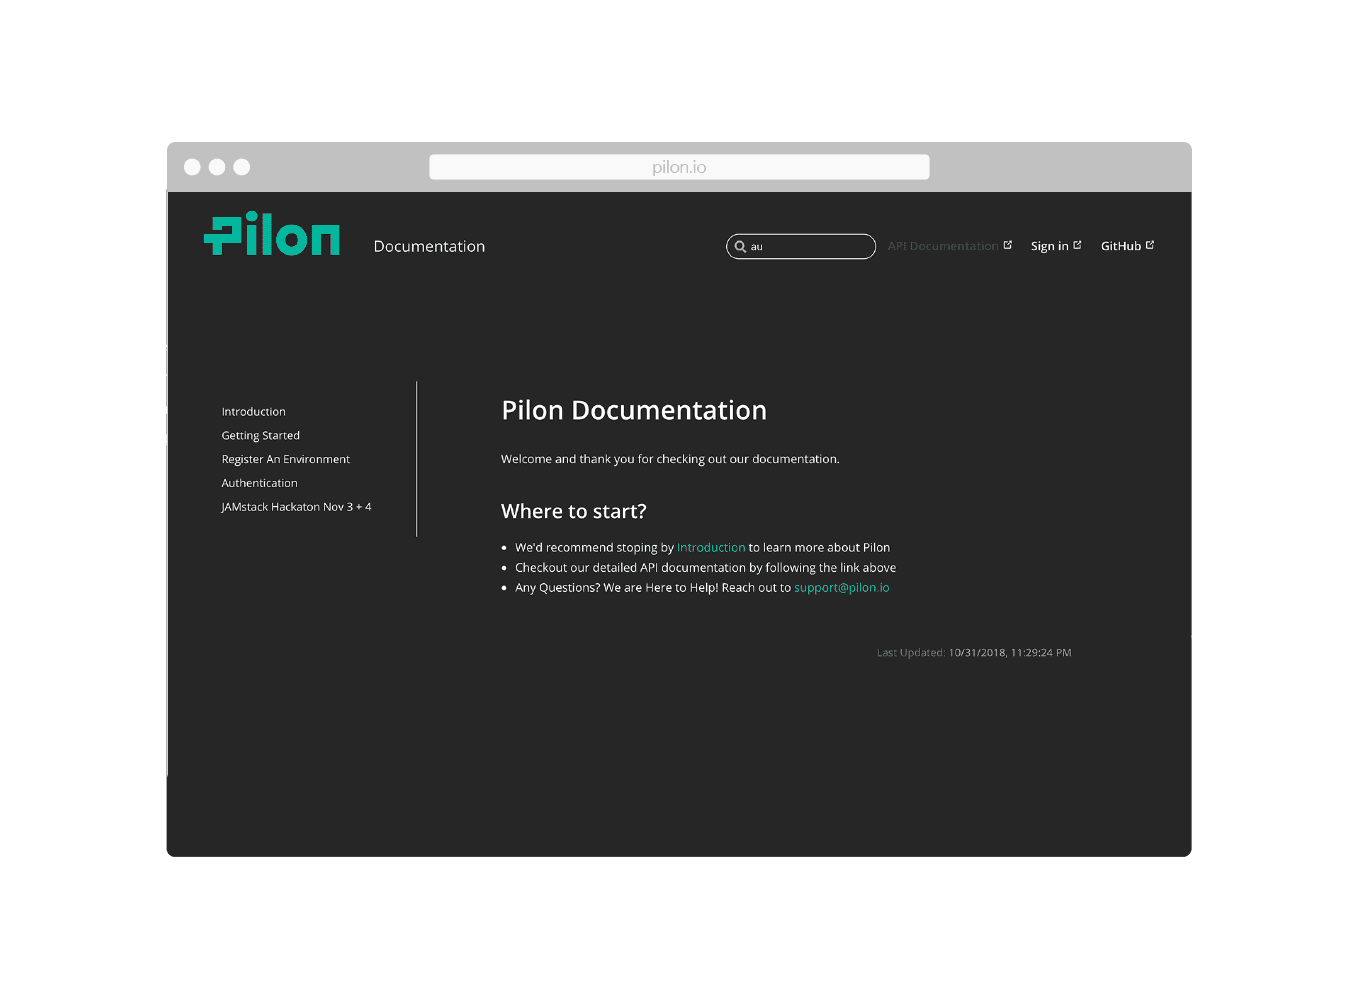 pilon.io
Pilon
Documentation
au
API Documentation
Sign in
GitHub
Introduction
Getting Started
Register An Environment
Authentication
JAMstack Hackaton Nov 3 + 4
Pilon Documentation
Welcome and thank you for checking out our documentation.
Where to start?
We'd recommend stoping by Introduction to learn more about Pilon
Checkout our detailed API documentation by following the link above
Any Questions? We are Here to Help! Reach out to support@pilon.io
Last Updated: 10/31/2018, 11:29:24 PM